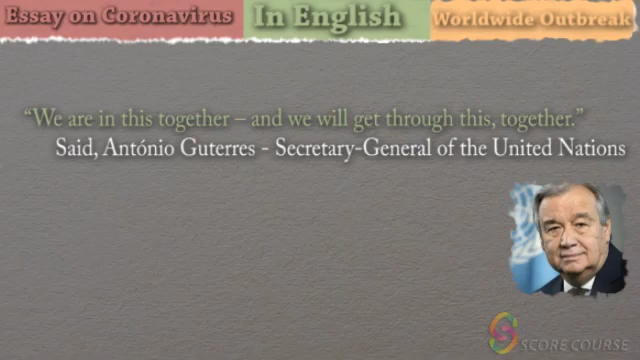 Essay on Coronavirus In English Worldwide Outbreak
“We are in this together – and we will get through this, together.”
Said, António Guterres - Secretary-General of the United Nations
SCORE COURSE